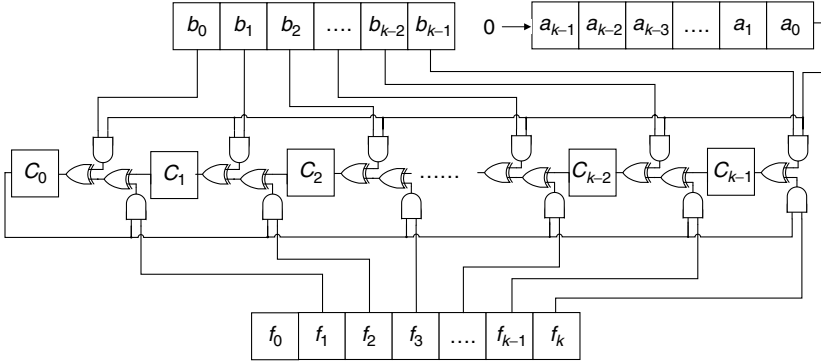 b₀ b₁ b₂ .... bₖ₋₂ bₖ₋₁
0 aₖ₋₁ aₖ₋₂ aₖ₋₃ .... a₁ a₀
C₀ C₁ C₂ ...... Cₖ₋₂ Cₖ₋₁
f₀ f₁ f₂ f₃ .... fₖ₋₁ fₖ